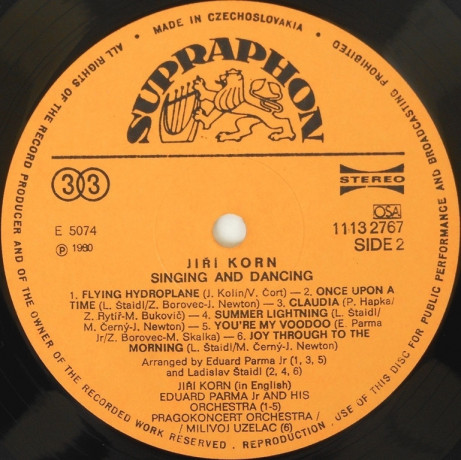 • MADE IN CZECHOSLOVAKIA •
ALL RIGHTS OF THE RECORD PRODUCER AND OF THE OWNER OF THE RECORDED WORK RESERVED . REPRODUCTION . USE OF THIS DISC FOR PUBLIC PERFORMANCE AND BROADCASTING PROHIBITED
SUPRAPHON
33
STEREO
OSA
E 5074
1113 2767
Ⓟ 1980
SIDE 2
JIŘÍ KORN
SINGING AND DANCING
1. FLYING HYDROPLANE (J. Kolín/V. Čort) — 2. ONCE UPON A
TIME (L. Štaidl/Z. Borovec-J. Newton) — 3. CLAUDIA (P. Hapka/
Z. Rytíř-M. Bukovič) — 4. SUMMER LIGHTNING (L. Štaidl/
M. Černý-J. Newton) — 5. YOU'RE MY VOODOO (E. Parma
Jr/Z. Borovec-M. Skalka) — 6. JOY THROUGH TO THE
MORNING (L. Štaidl/M. Černý-J. Newton)
Arranged by Eduard Parma Jr (1, 3, 5)
and Ladislav Štaidl (2, 4, 6)
JIŘÍ KORN (in English)
EDUARD PARMA Jr AND HIS
ORCHESTRA (1-5)
PRAGOKONCERT ORCHESTRA /
/ MILIVOJ UZELAC (6)